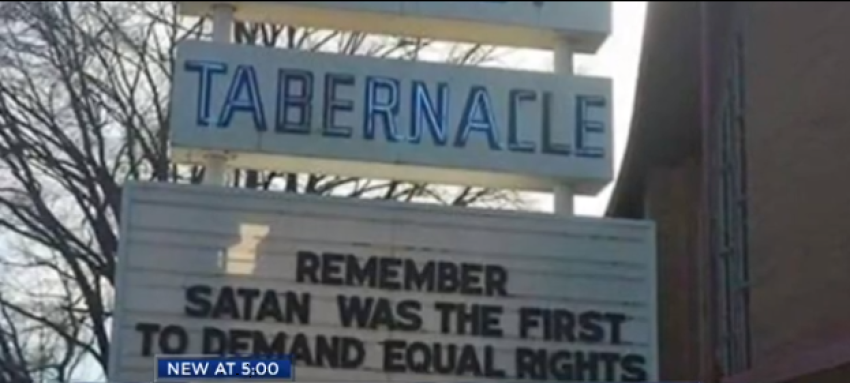 TABERNACLE
REMEMBER
SATAN WAS THE FIRST
TO DEMAND EQUAL RIGHTS
NEW AT 5:00